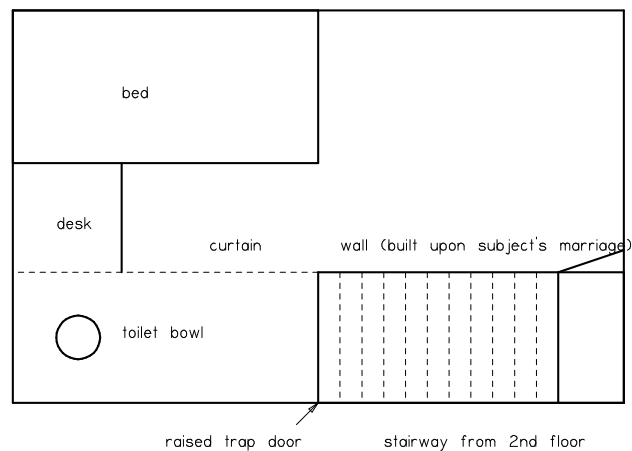 bed
desk
curtain
wall (built upon subject's marriage)
toilet bowl
raised trap door
stairway from 2nd floor